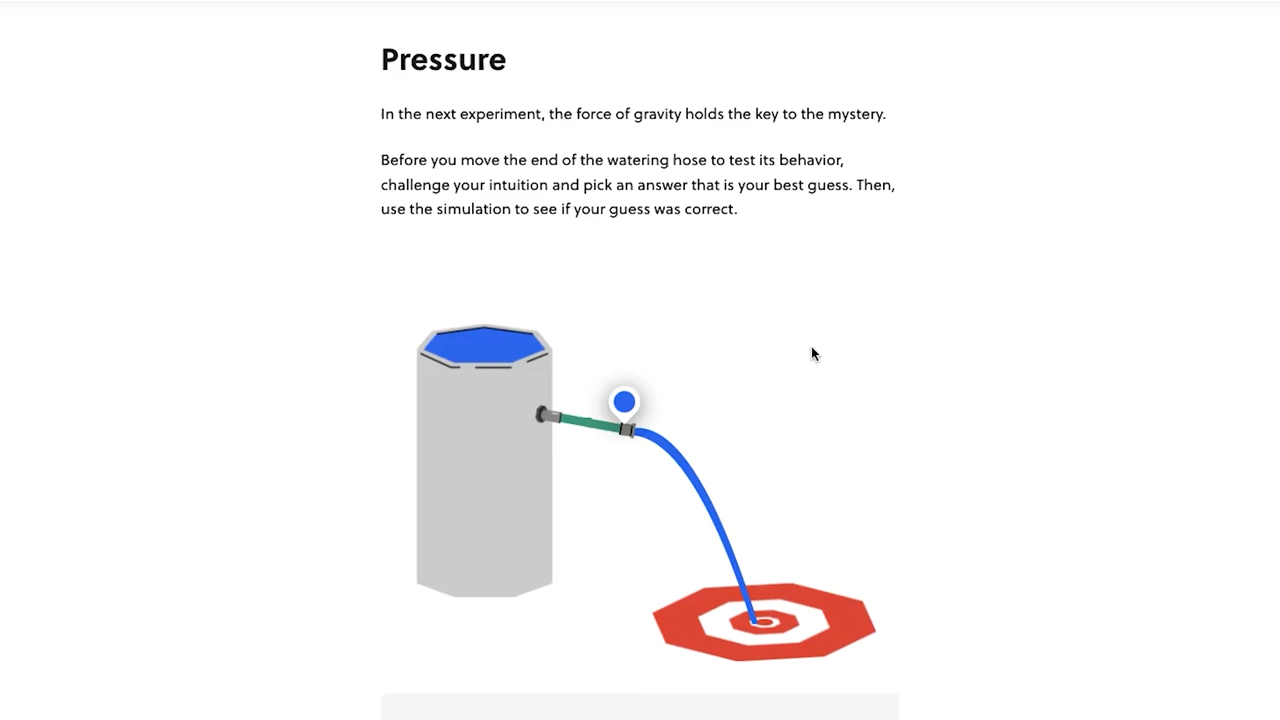 Pressure
In the next experiment, the force of gravity holds the key to the mystery.
Before you move the end of the watering hose to test its behavior,
challenge your intuition and pick an answer that is your best guess. Then,
use the simulation to see if your guess was correct.